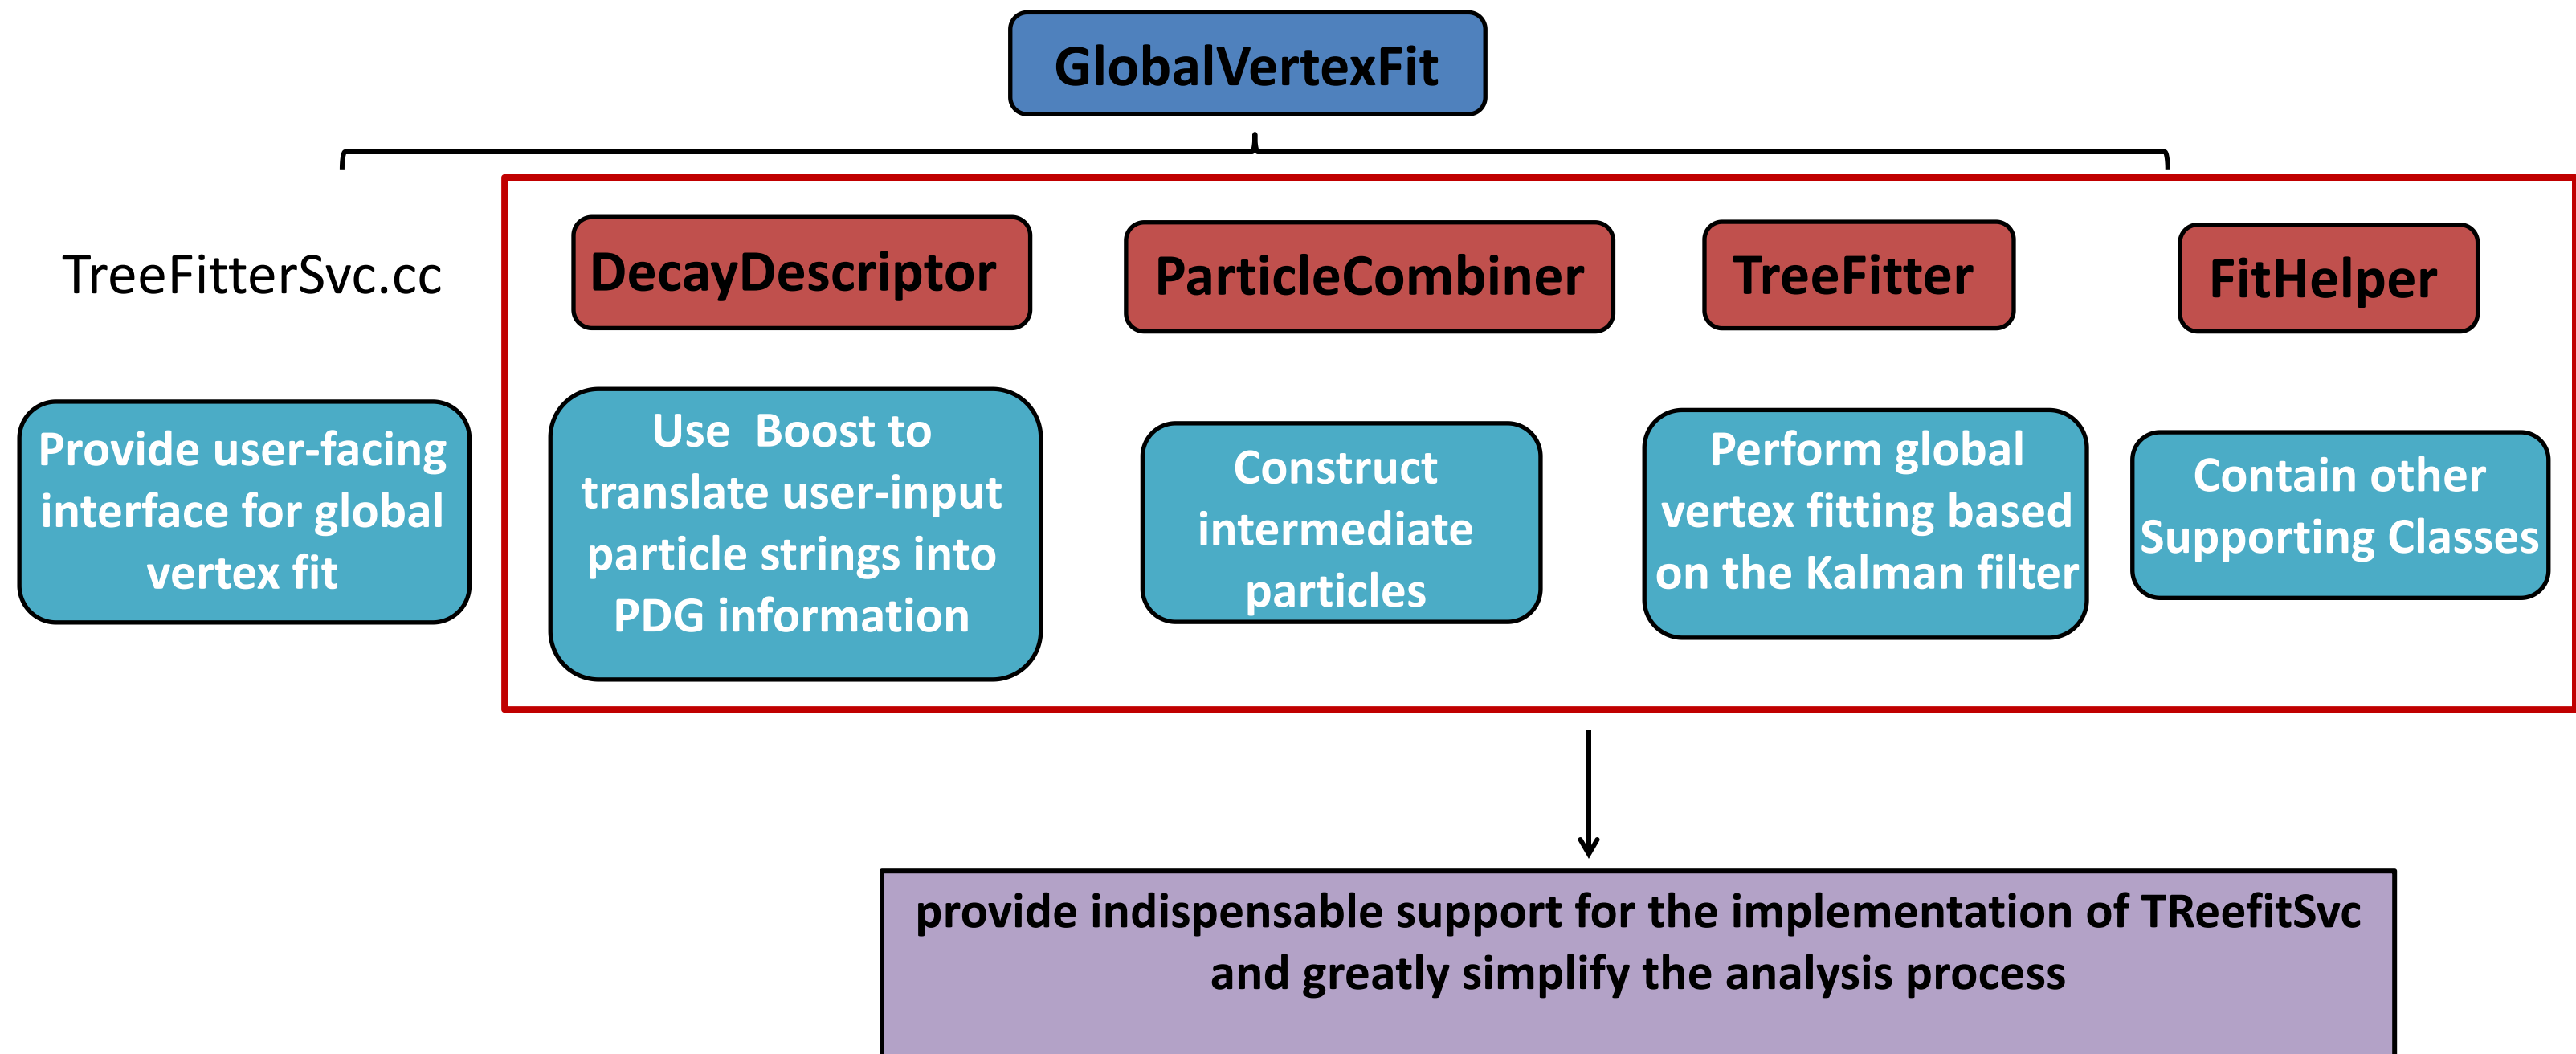 GlobalVertexFit
TreeFitterSvc.cc
DecayDescriptor
ParticleCombiner
TreeFitter
FitHelper
Provide user-facing
interface for global
vertex fit
Use Boost to
translate user-input
particle strings into
PDG information
Construct
intermediate
particles
Perform global
vertex fitting based
on the Kalman filter
Contain other
Supporting Classes
provide indispensable support for the implementation of TReefitSvc
and greatly simplify the analysis process